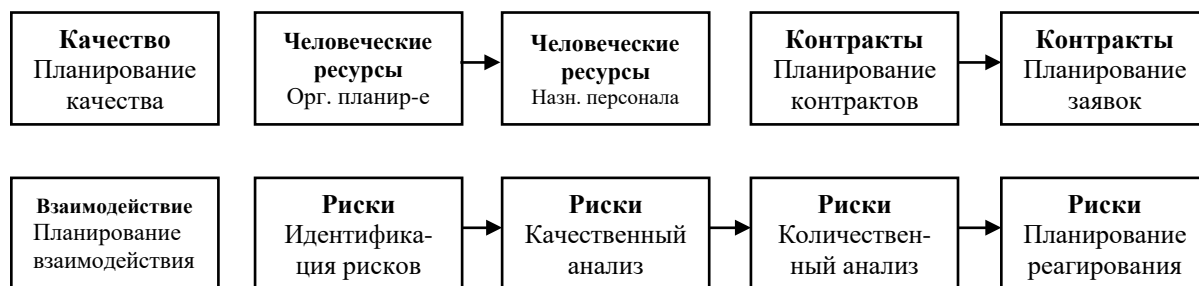 Качество
Планирование
качества
Человеческие
ресурсы
Орг. планир-е
Человеческие
ресурсы
Назн. персонала
Контракты
Планирование
контрактов
Контракты
Планирование
заявок
Взаимодействие
Планирование
взаимодействия
Риски
Идентифика-
ция рисков
Риски
Качественный
анализ
Риски
Количествен-
ный анализ
Риски
Планирование
реагирования